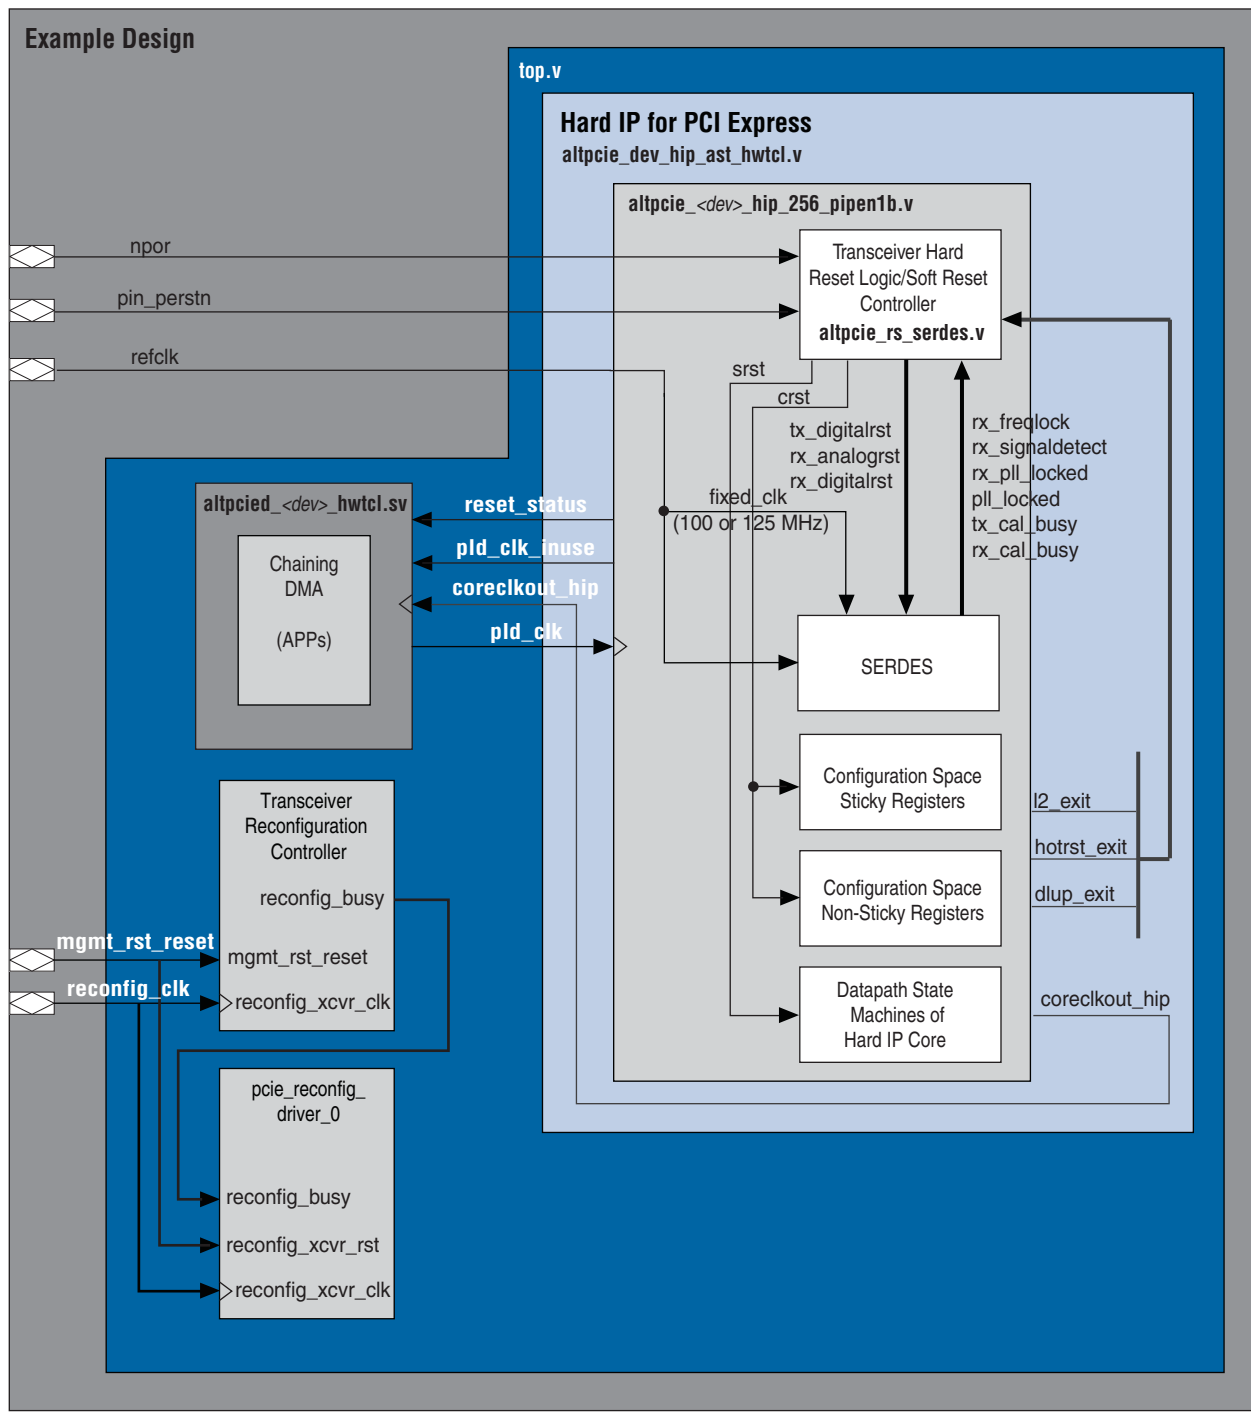 Example Design
top.v
Hard IP for PCI Express
altpcie_dev_hip_ast_hwtcl.v
altpcie_<dev>_hip_256_pipen1b.v
npor
pin_perstn
refclk
Transceiver Hard
Reset Logic/Soft Reset
Controller
altpcie_rs_serdes.v
srst
crst
tx_digitalrst
rx_analogrst
rx_digitalrst
rx_freqlock
rx_signaldetect
rx_pll_locked
pll_locked
tx_cal_busy
rx_cal_busy
fixed_clk
(100 or 125 MHz)
altpcied_<dev>_hwtcl.sv
Chaining
DMA
(APPs)
reset_status
pld_clk_inuse
coreclkout_hip
pld_clk
SERDES
Configuration Space
Sticky Registers
Configuration Space
Non-Sticky Registers
Datapath State
Machines of
Hard IP Core
l2_exit
hotrst_exit
dlup_exit
coreclkout_hip
Transceiver
Reconfiguration
Controller
reconfig_busy
mgmt_rst_reset
mgmt_rst_reset
reconfig_clk
reconfig_xcvr_clk
pcie_reconfig_
driver_0
reconfig_busy
reconfig_xcvr_rst
reconfig_xcvr_clk